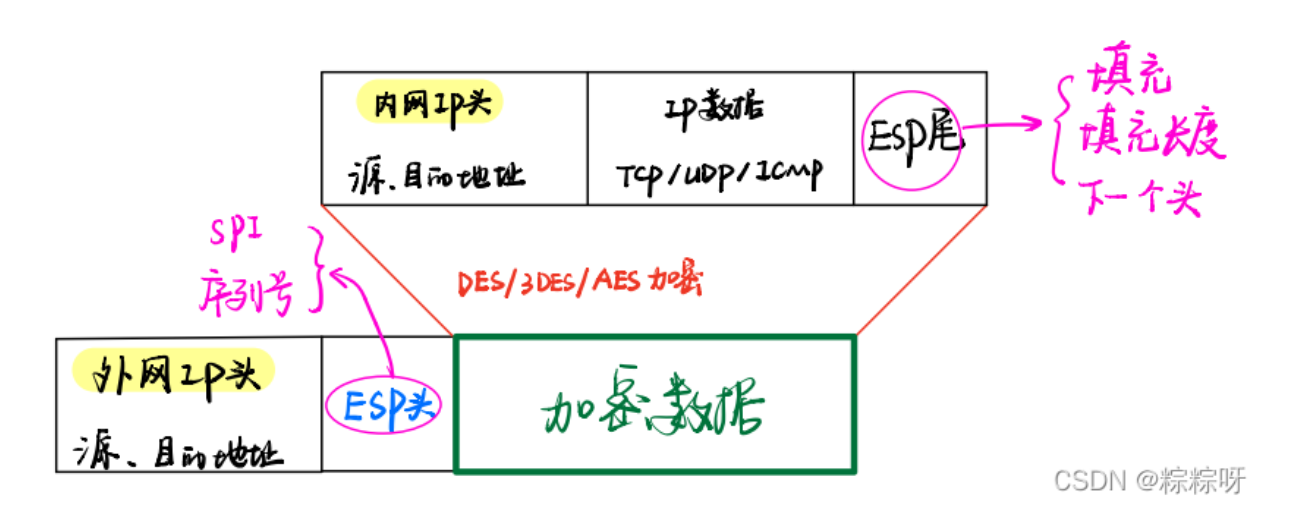 内网Ip头
IP数据
ESP尾
填充
填充长度
下一个头
源、目的地址
TCP/UDP/ICMP
SPI
序列号
DES/3DES/AES 加密
外网Ip头
ESP头
加密数据
源、目的地址
CSDN @粽粽呀